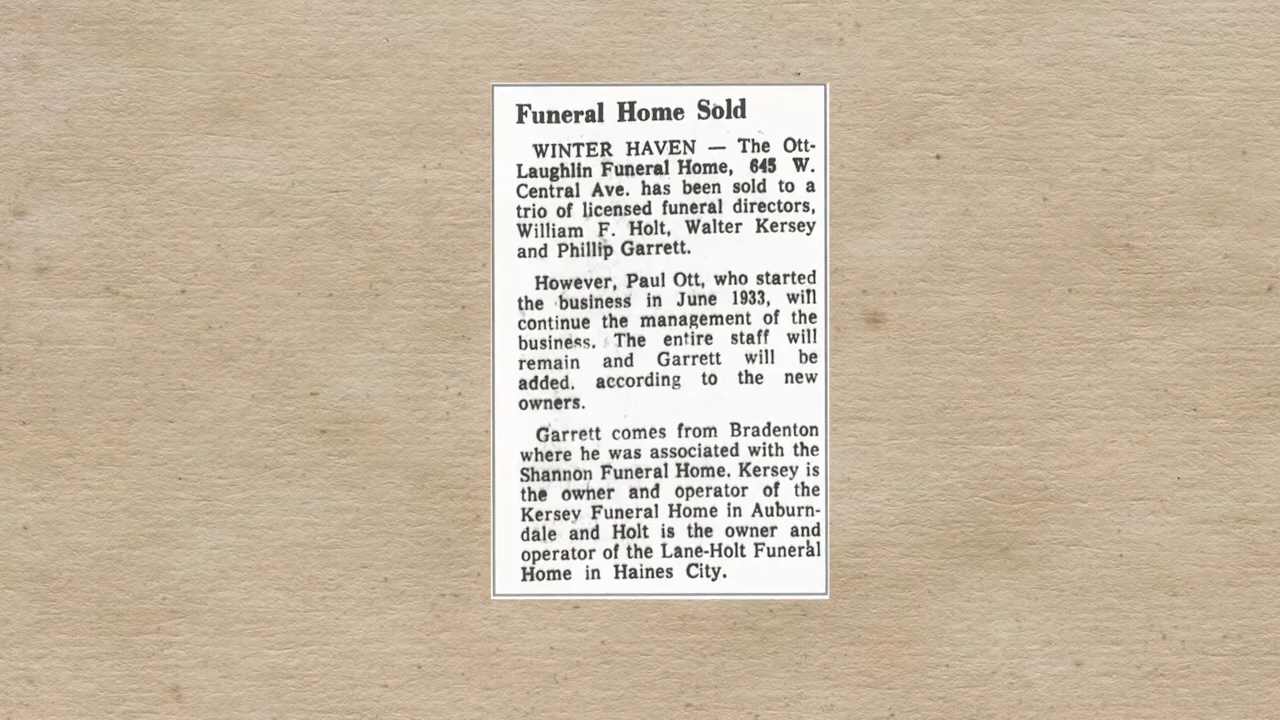 Funeral Home Sold
WINTER HAVEN — The Ott-
Laughlin Funeral Home, 645 W.
Central Ave. has been sold to a
trio of licensed funeral directors,
William F. Holt, Walter Kersey
and Phillip Garrett.
However, Paul Ott, who started
the business in June 1933, will
continue the management of the
business. The entire staff will
remain and Garrett will be
added. according to the new
owners.
Garrett comes from Bradenton
where he was associated with the
Shannon Funeral Home. Kersey is
the owner and operator of the
Kersey Funeral Home in Auburn-
dale and Holt is the owner and
operator of the Lane-Holt Funeral
Home in Haines City.